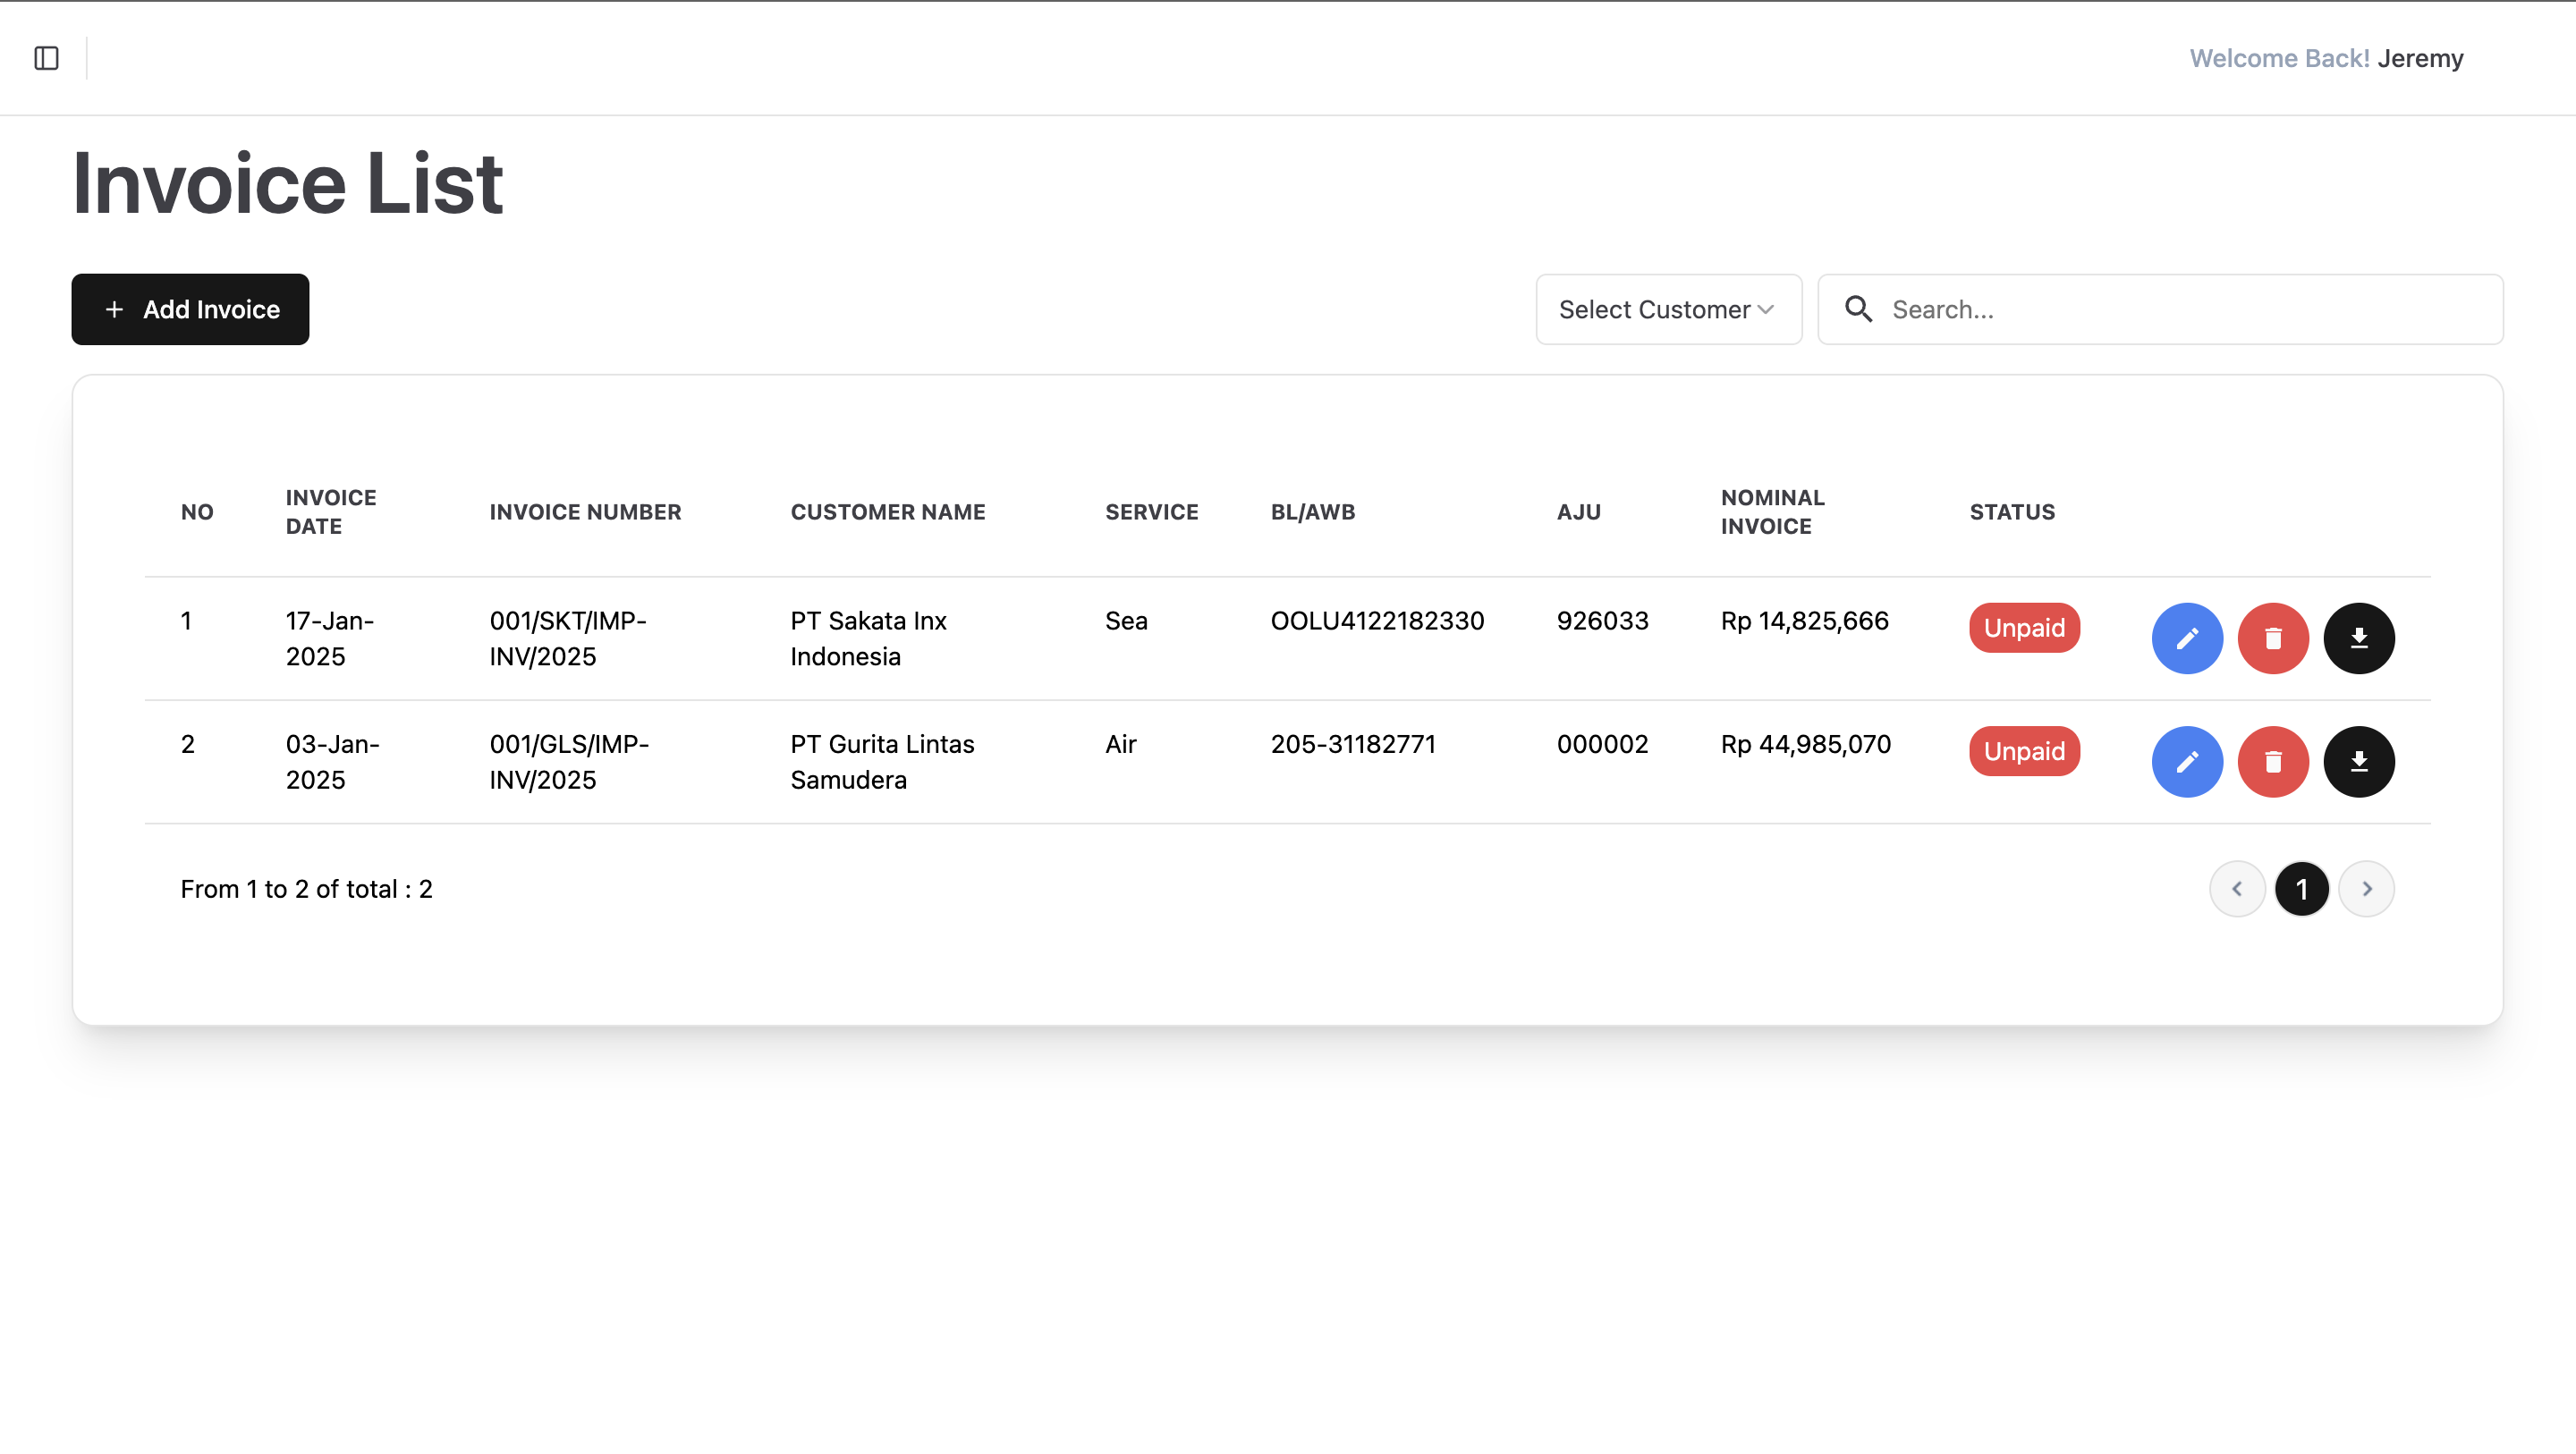 Welcome Back! Jeremy
Invoice List
+ Add Invoice
Select Customer
Search...
NO
INVOICE DATE
INVOICE NUMBER
CUSTOMER NAME
SERVICE
BL/AWB
AJU
NOMINAL INVOICE
STATUS
1
17-Jan-
2025
001/SKT/IMP-
INV/2025
PT Sakata Inx
Indonesia
Sea
OOLU4122182330
926033
Rp 14,825,666
Unpaid
2
03-Jan-
2025
001/GLS/IMP-
INV/2025
PT Gurita Lintas
Samudera
Air
205-31182771
000002
Rp 44,985,070
Unpaid
From 1 to 2 of total : 2
1